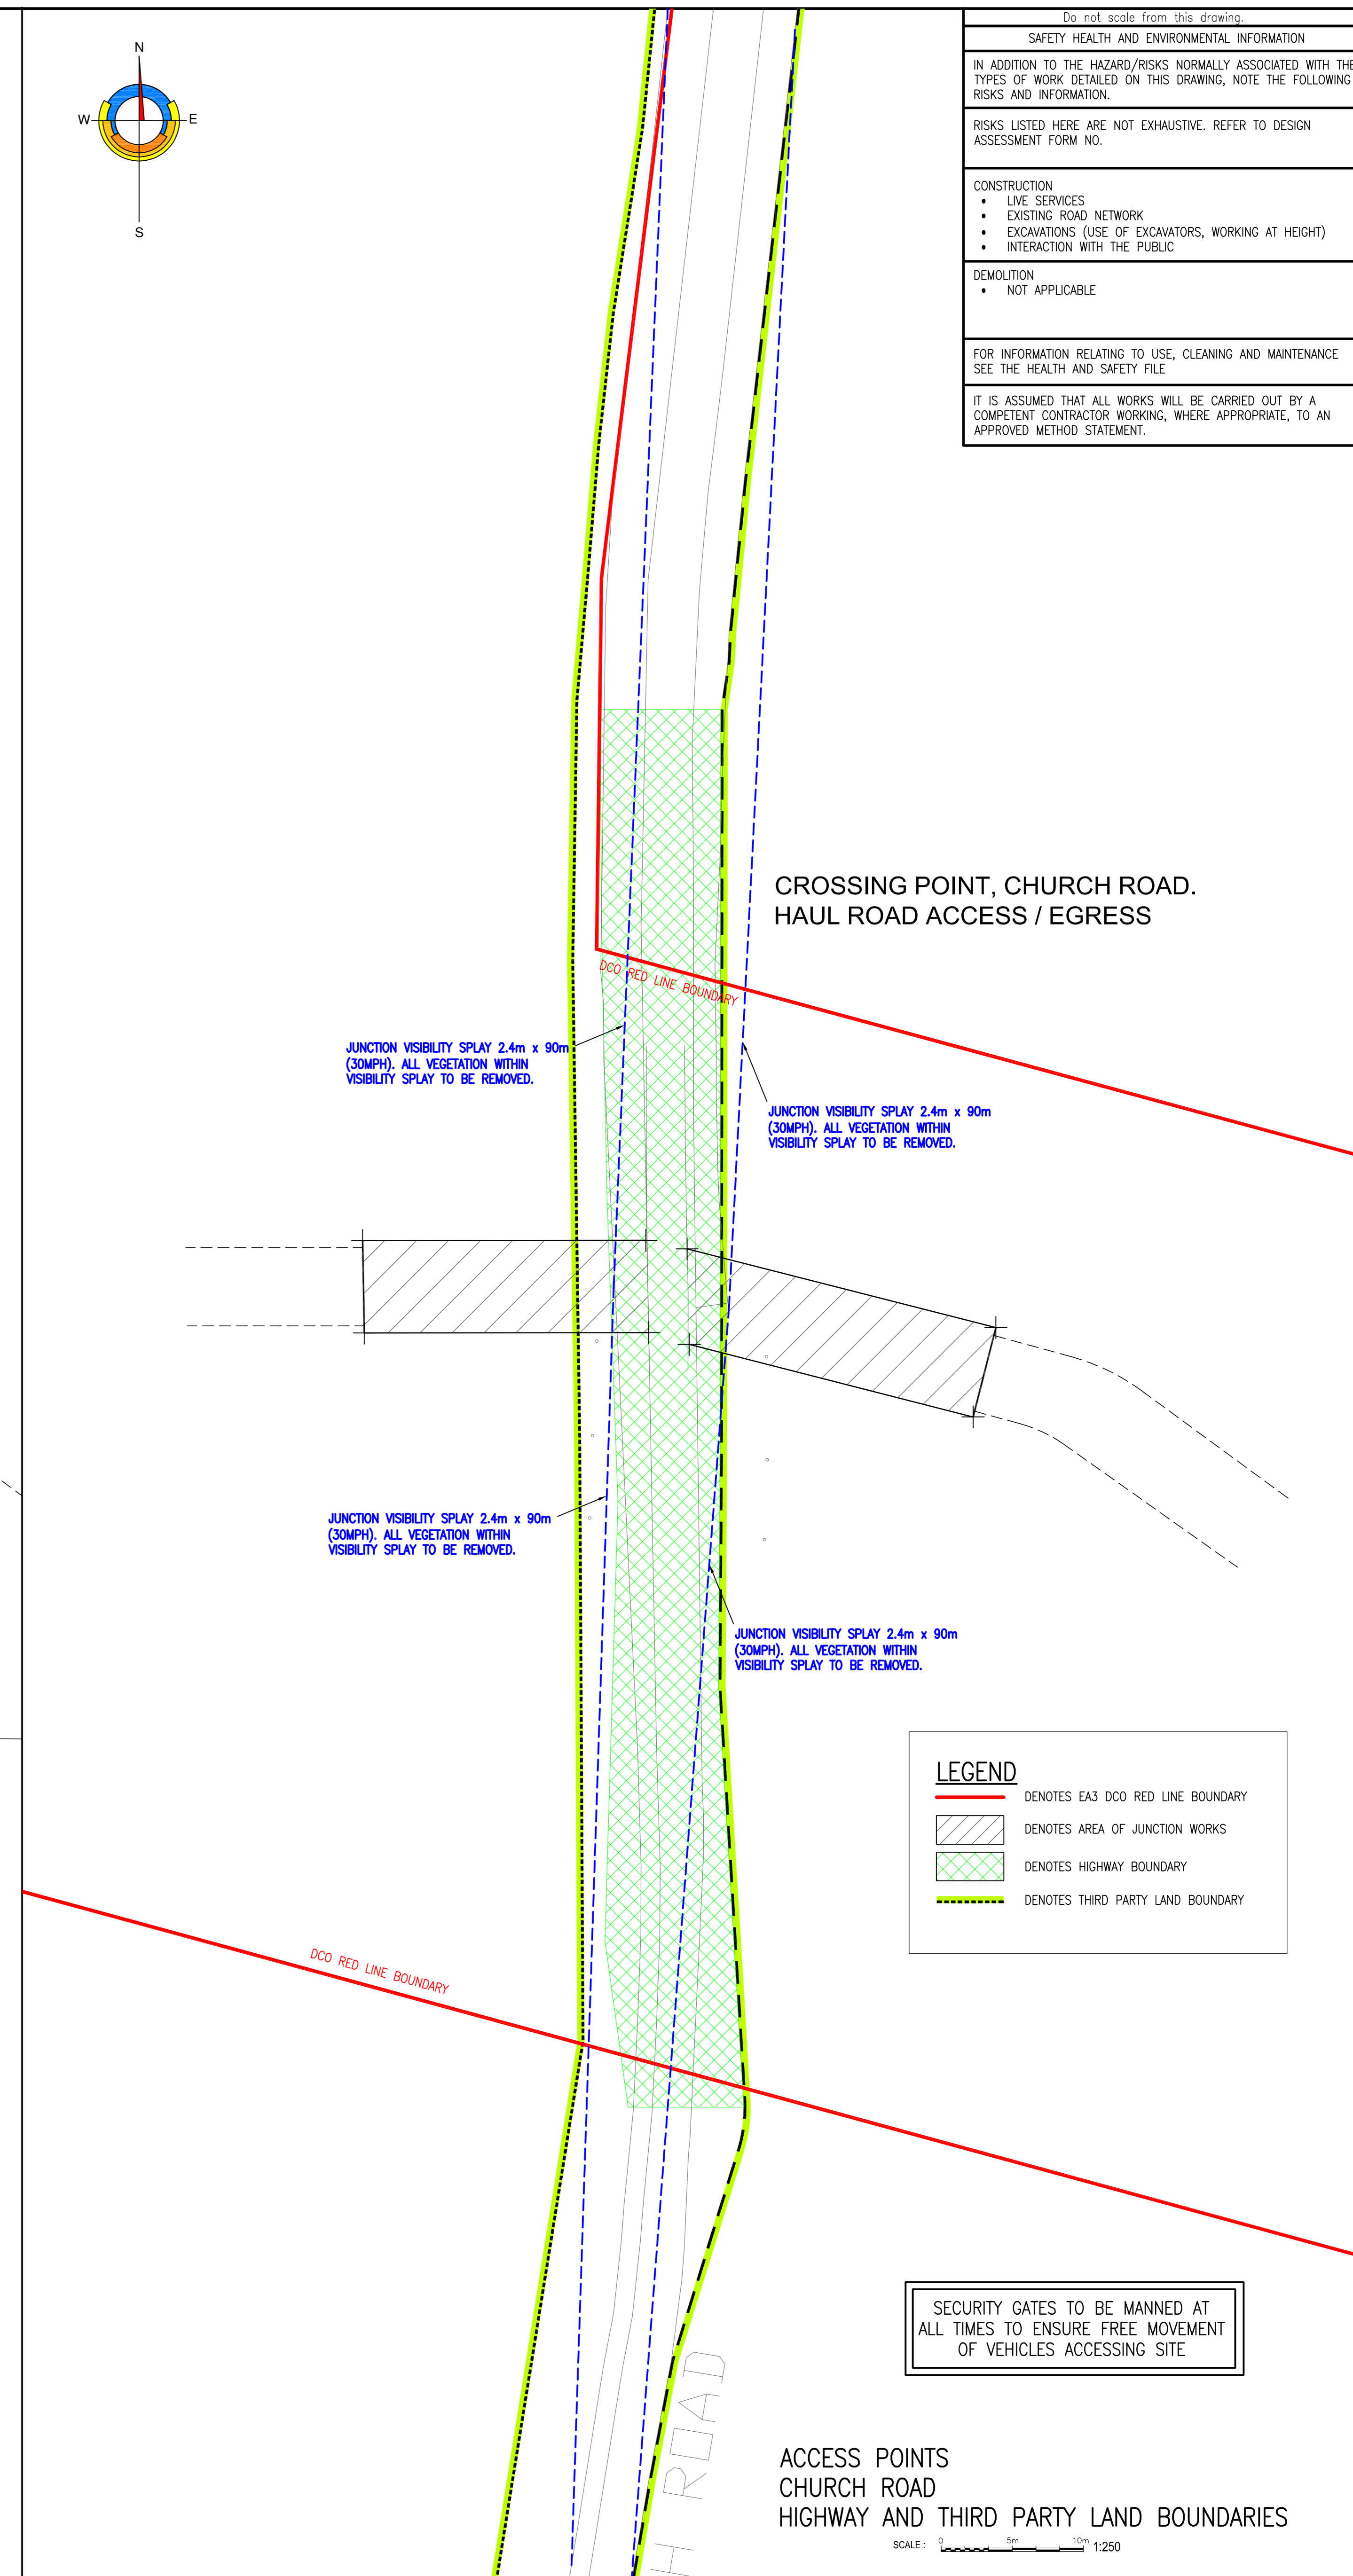 N
W
E
S
Do not scale from this drawing.
SAFETY HEALTH AND ENVIRONMENTAL INFORMATION
IN ADDITION TO THE HAZARD/RISKS NORMALLY ASSOCIATED WITH THE
TYPES OF WORK DETAILED ON THIS DRAWING, NOTE THE FOLLOWING
RISKS AND INFORMATION.
RISKS LISTED HERE ARE NOT EXHAUSTIVE. REFER TO DESIGN
ASSESSMENT FORM NO.
CONSTRUCTION
• LIVE SERVICES
• EXISTING ROAD NETWORK
• EXCAVATIONS (USE OF EXCAVATORS, WORKING AT HEIGHT)
• INTERACTION WITH THE PUBLIC
DEMOLITION
• NOT APPLICABLE
FOR INFORMATION RELATING TO USE, CLEANING AND MAINTENANCE
SEE THE HEALTH AND SAFETY FILE
IT IS ASSUMED THAT ALL WORKS WILL BE CARRIED OUT BY A
COMPETENT CONTRACTOR WORKING, WHERE APPROPRIATE, TO AN
APPROVED METHOD STATEMENT.
CROSSING POINT, CHURCH ROAD.
HAUL ROAD ACCESS / EGRESS
DCO RED LINE BOUNDARY
JUNCTION VISIBILITY SPLAY 2.4m x 90m
(30MPH). ALL VEGETATION WITHIN
VISIBILITY SPLAY TO BE REMOVED.
JUNCTION VISIBILITY SPLAY 2.4m x 90m
(30MPH). ALL VEGETATION WITHIN
VISIBILITY SPLAY TO BE REMOVED.
JUNCTION VISIBILITY SPLAY 2.4m x 90m
(30MPH). ALL VEGETATION WITHIN
VISIBILITY SPLAY TO BE REMOVED.
JUNCTION VISIBILITY SPLAY 2.4m x 90m
(30MPH). ALL VEGETATION WITHIN
VISIBILITY SPLAY TO BE REMOVED.
LEGEND
DENOTES EA3 DCO RED LINE BOUNDARY
DENOTES AREA OF JUNCTION WORKS
DENOTES HIGHWAY BOUNDARY
DENOTES THIRD PARTY LAND BOUNDARY
DCO RED LINE BOUNDARY
SECURITY GATES TO BE MANNED AT
ALL TIMES TO ENSURE FREE MOVEMENT
OF VEHICLES ACCESSING SITE
H ROAD
ACCESS POINTS
CHURCH ROAD
HIGHWAY AND THIRD PARTY LAND BOUNDARIES
SCALE : 0 5m 10m 1:250